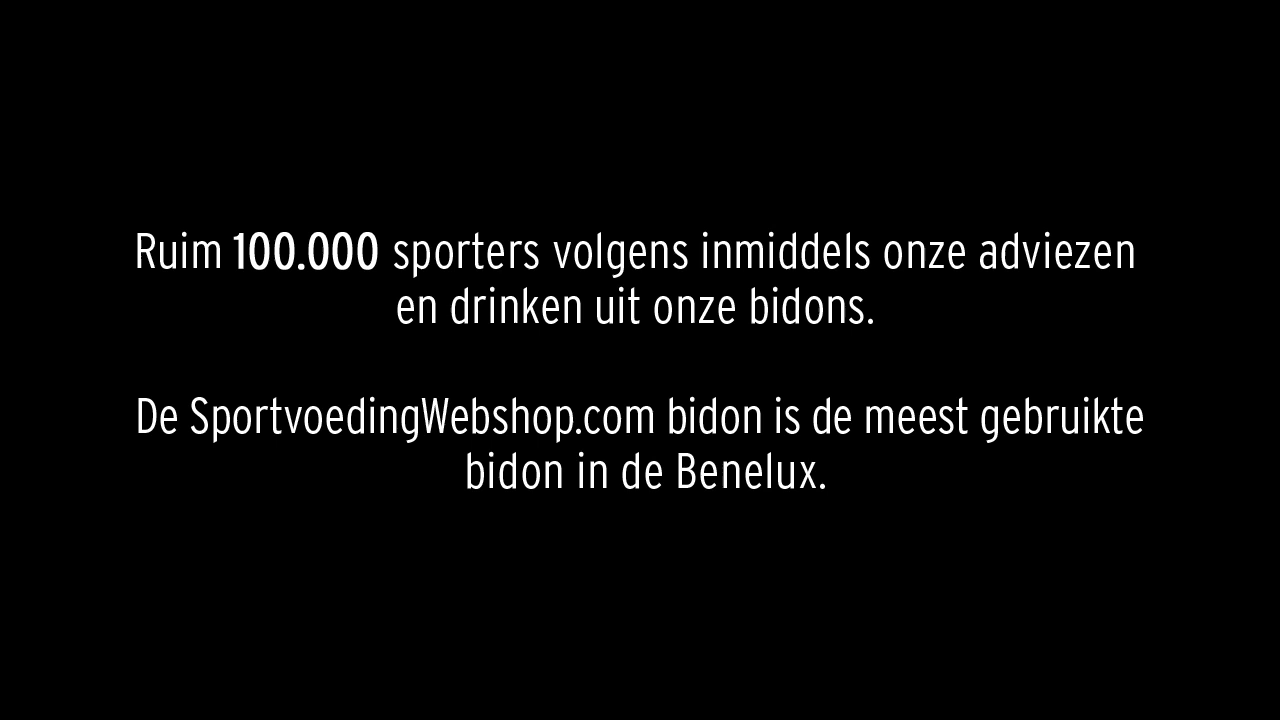 Ruim 100.000 sporters volgens inmiddels onze adviezen
en drinken uit onze bidons.
De SportvoedingWebshop.com bidon is de meest gebruikte
bidon in de Benelux.